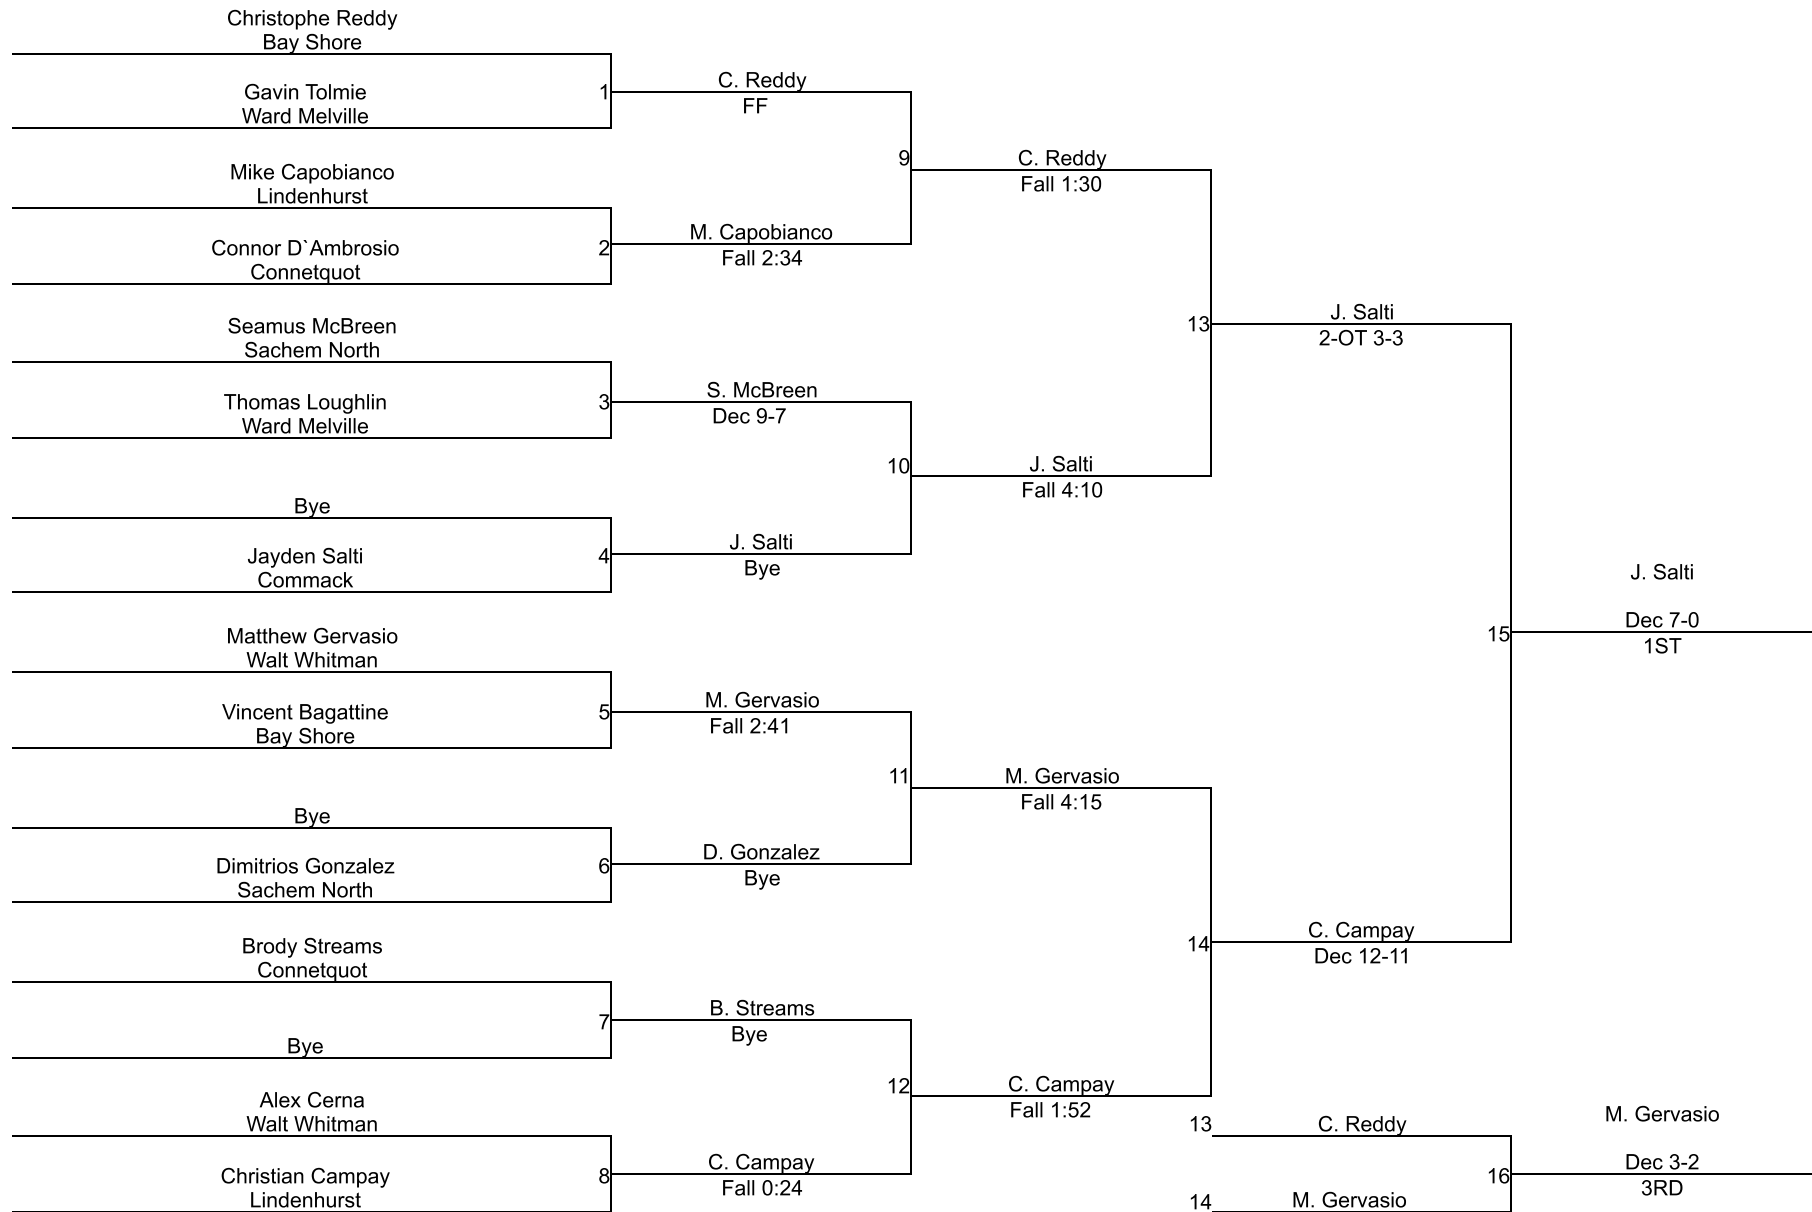 Christophe Reddy
Bay Shore
Gavin Tolmie
Ward Melville
1
C. Reddy
FF
Mike Capobianco
Lindenhurst
Connor D`Ambrosio
Connetquot
2
M. Capobianco
Fall 2:34
9
C. Reddy
Fall 1:30
Seamus McBreen
Sachem North
Thomas Loughlin
Ward Melville
3
S. McBreen
Dec 9-7
Bye
Jayden Salti
Commack
4
J. Salti
Bye
10
J. Salti
Fall 4:10
13
J. Salti
2-OT 3-3
Matthew Gervasio
Walt Whitman
Vincent Bagattine
Bay Shore
5
M. Gervasio
Fall 2:41
Bye
Dimitrios Gonzalez
Sachem North
6
D. Gonzalez
Bye
11
M. Gervasio
Fall 4:15
Brody Streams
Connetquot
Bye
7
B. Streams
Bye
Alex Cerna
Walt Whitman
Christian Campay
Lindenhurst
8
C. Campay
Fall 0:24
12
C. Campay
Fall 1:52
14
C. Campay
Dec 12-11
15
J. Salti
Dec 7-0
1ST
13
C. Reddy
14
M. Gervasio
16
M. Gervasio
Dec 3-2
3RD